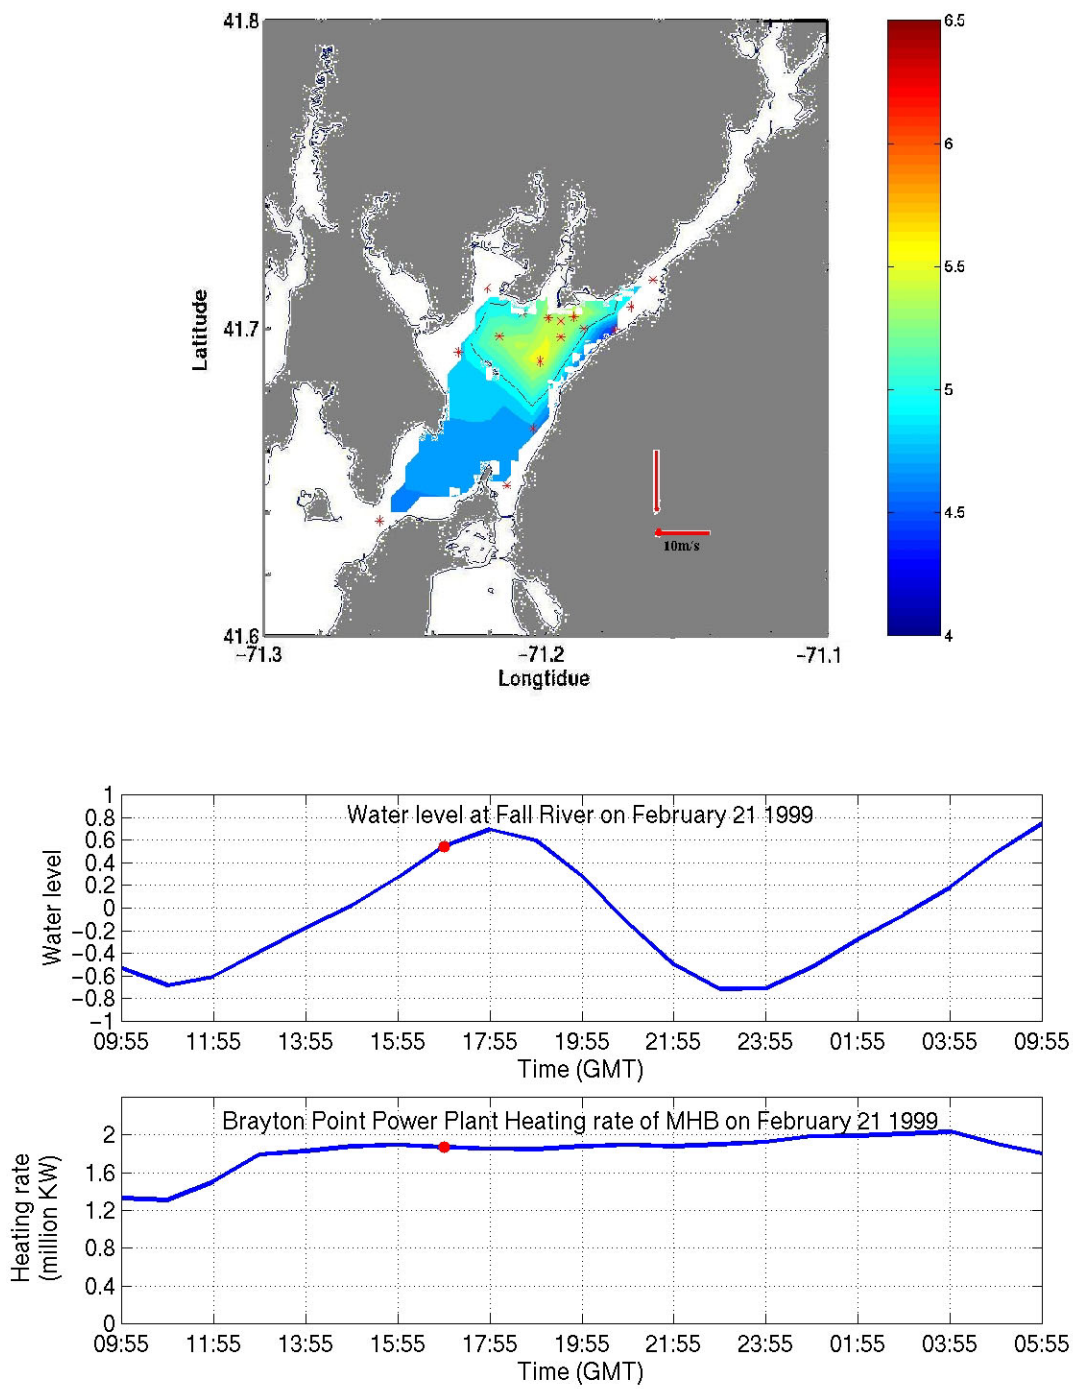 41.8
41.7
41.6
Latitude
-71.3
-71.2
-71.1
Longtidue
10m/s
6.5
6
5.5
5
4.5
4
Water level at Fall River on February 21 1999
Water level
1
0.8
0.6
0.4
0.2
0
-0.2
-0.4
-0.6
-0.8
-1
09:55 11:55 13:55 15:55 17:55 19:55 21:55 23:55 01:55 03:55 09:55
Time (GMT)
Brayton Point Power Plant Heating rate of MHB on February 21 1999
Heating rate
(million KW)
2
1.6
1.2
0.8
0.4
0
09:55 11:55 13:55 15:55 17:55 19:55 21:55 23:55 01:55 03:55 05:55
Time (GMT)